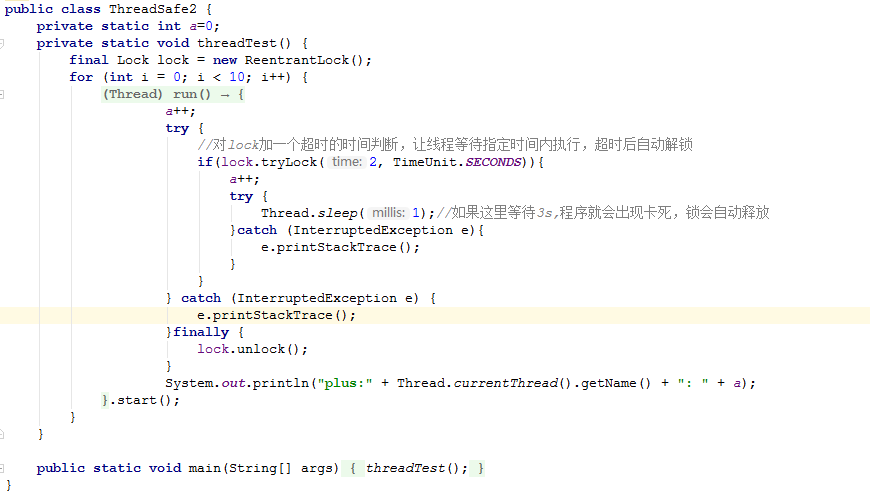 public class ThreadSafe2 {
    private static int a=0;
    private static void threadTest() {
        final Lock lock = new ReentrantLock();
        for (int i = 0; i < 10; i++) {
            (Thread) run() → {
                    a++;
                    try {
                        //对lock加一个超时的时间判断，让线程等待指定时间内执行，超时后自动解锁
                        if(lock.tryLock( time: 2, TimeUnit.SECONDS)){
                            a++;
                            try {
                                Thread.sleep( millis: 1);//如果这里等待3s,程序就会出现卡死，锁会自动释放
                            }catch (InterruptedException e){
                                e.printStackTrace();
                            }
                        }
                    } catch (InterruptedException e) {
                        e.printStackTrace();
                    }finally {
                        lock.unlock();
                    }
                    System.out.println("plus:" + Thread.currentThread().getName() + ": " + a);
            }.start();
        }
    }
    public static void main(String[] args) { threadTest(); }
}